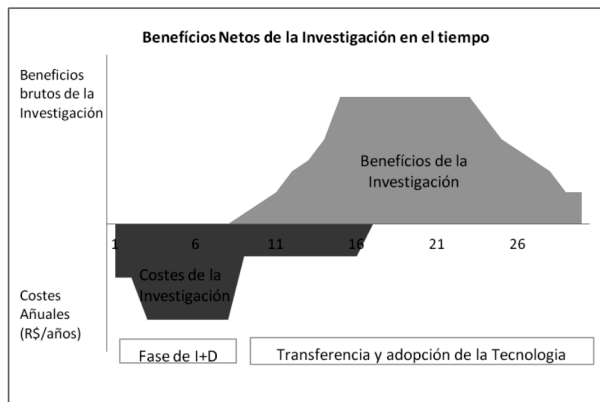 Benefícios Netos de la Investigación en el tiempo
Beneficios
brutos de la
Investigación
Benefícios de la
Investigación
1 6 11 16 21 26
Costes de la
Investigación
Costes
Añuales
(R$/años)
Fase de I+D
Transferencia y adopción de la Tecnologia